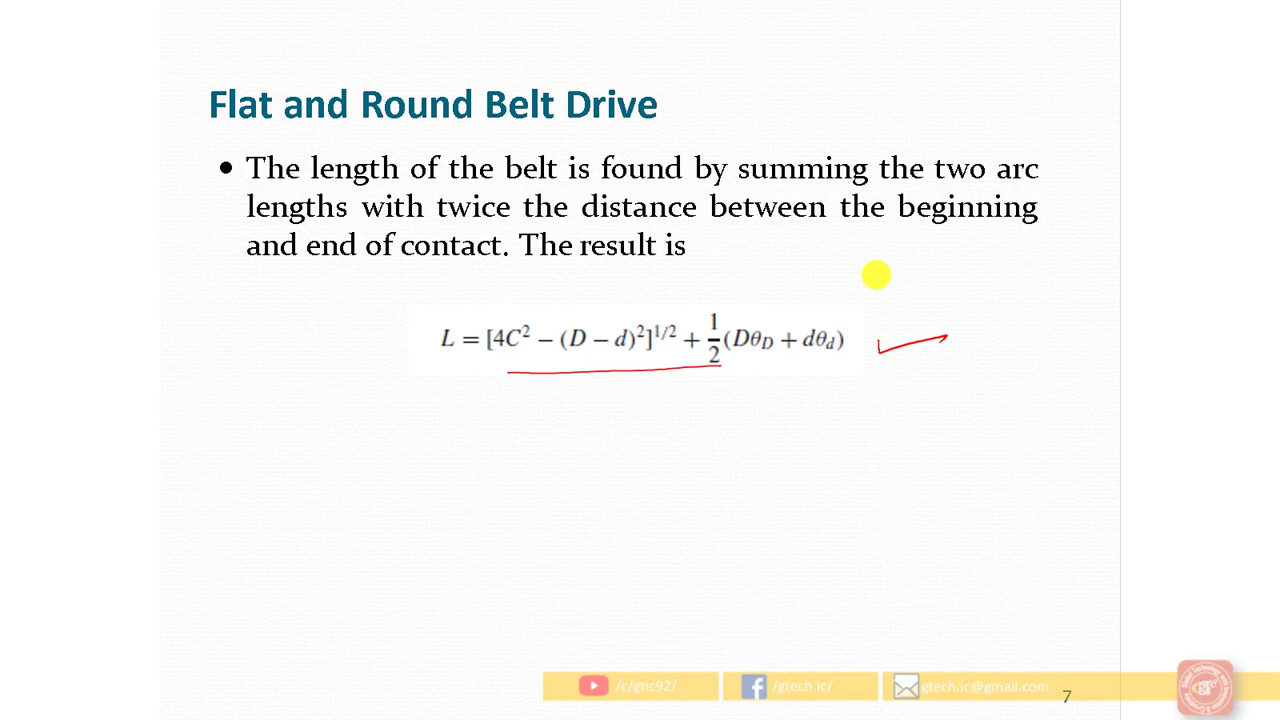 Flat and Round Belt Drive
• The length of the belt is found by summing the two arc
lengths with twice the distance between the beginning
and end of contact. The result is
L = [4C² − (D − d)²]^1/2 + 1/2 (Dθ_D + dθ_d)
/c/gtic92/ /gtech.ic/ gtech.ic@gmail.com 7